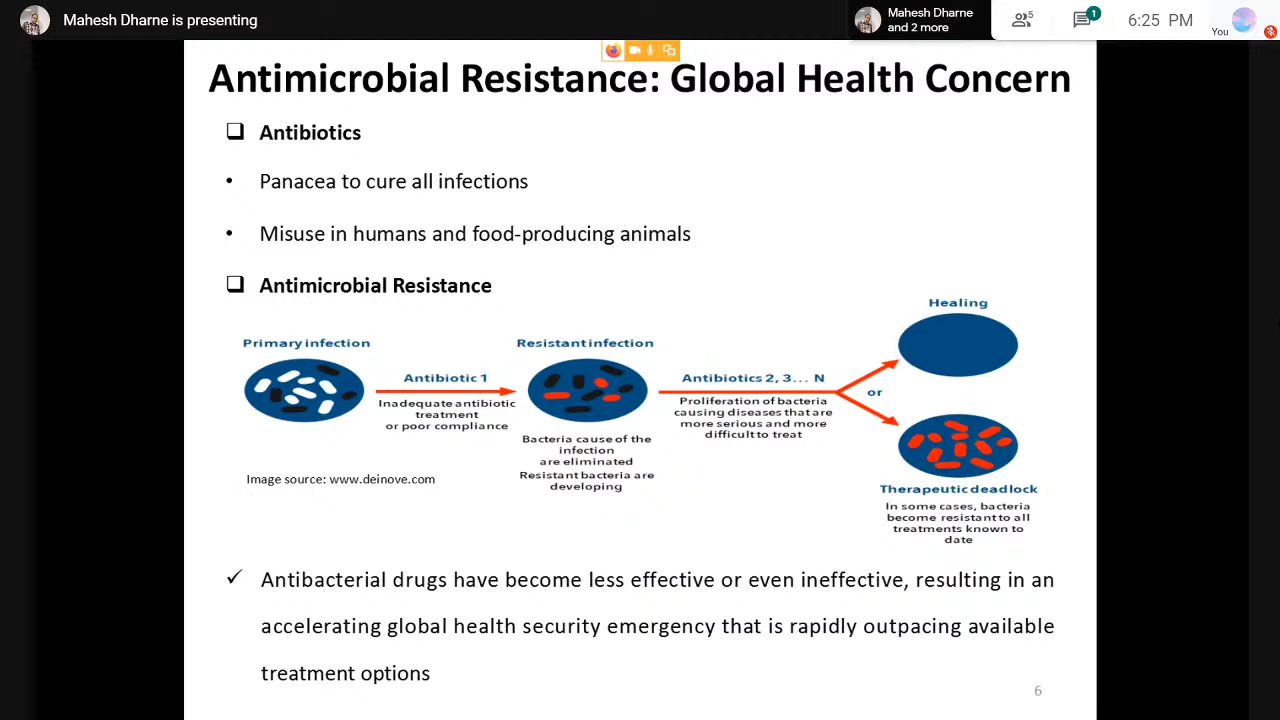 Mahesh Dharne is presenting
Mahesh Dharne
and 2 more
5
1
6:25 PM
You
Antimicrobial Resistance: Global Health Concern
Antibiotics
Panacea to cure all infections
Misuse in humans and food-producing animals
Antimicrobial Resistance
Primary infection
Antibiotic 1
Inadequate antibiotic
treatment
or poor compliance
Resistant infection
Bacteria cause of the
infection
are eliminated
Resistant bacteria are
developing
Antibiotics 2, 3... N
Proliferation of bacteria
causing diseases that are
more serious and more
difficult to treat
Healing
or
Therapeutic deadlock
In some cases, bacteria
become resistant to all
treatments known to
date
Image source: www.deinove.com
Antibacterial drugs have become less effective or even ineffective, resulting in an
accelerating global health security emergency that is rapidly outpacing available
treatment options
6